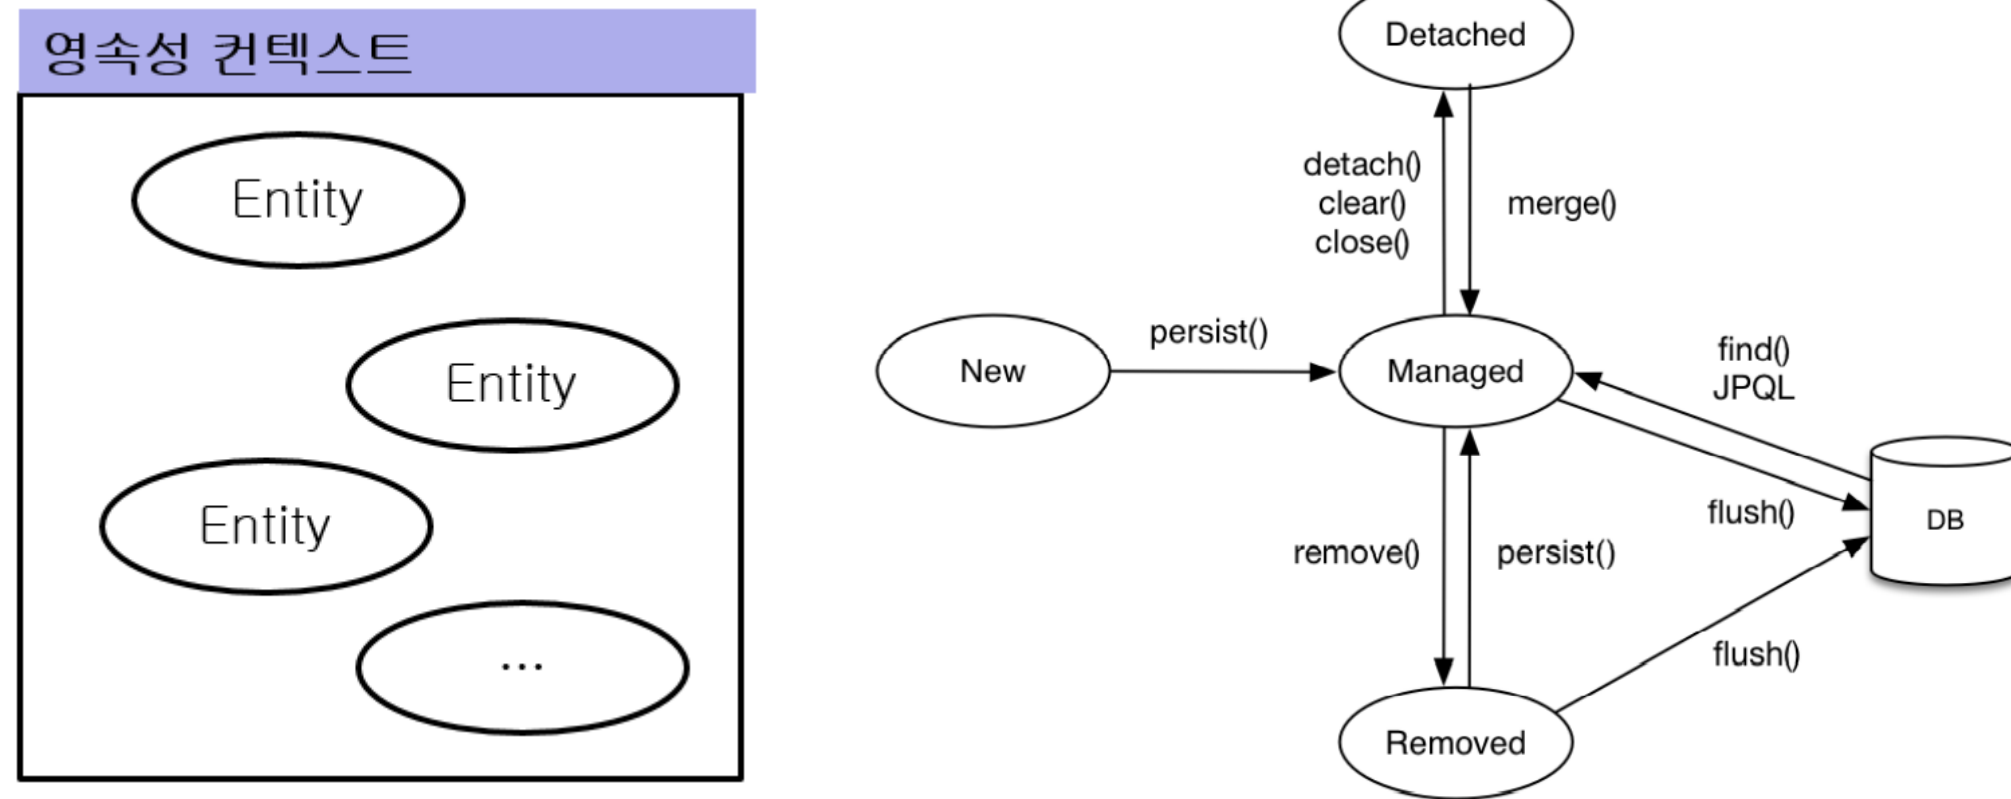 영속성 컨텍스트
Entity
Entity
Entity
...
Detached
detach()
clear()
close()
merge()
New
persist()
Managed
find()
JPQL
flush()
DB
remove()
persist()
flush()
Removed